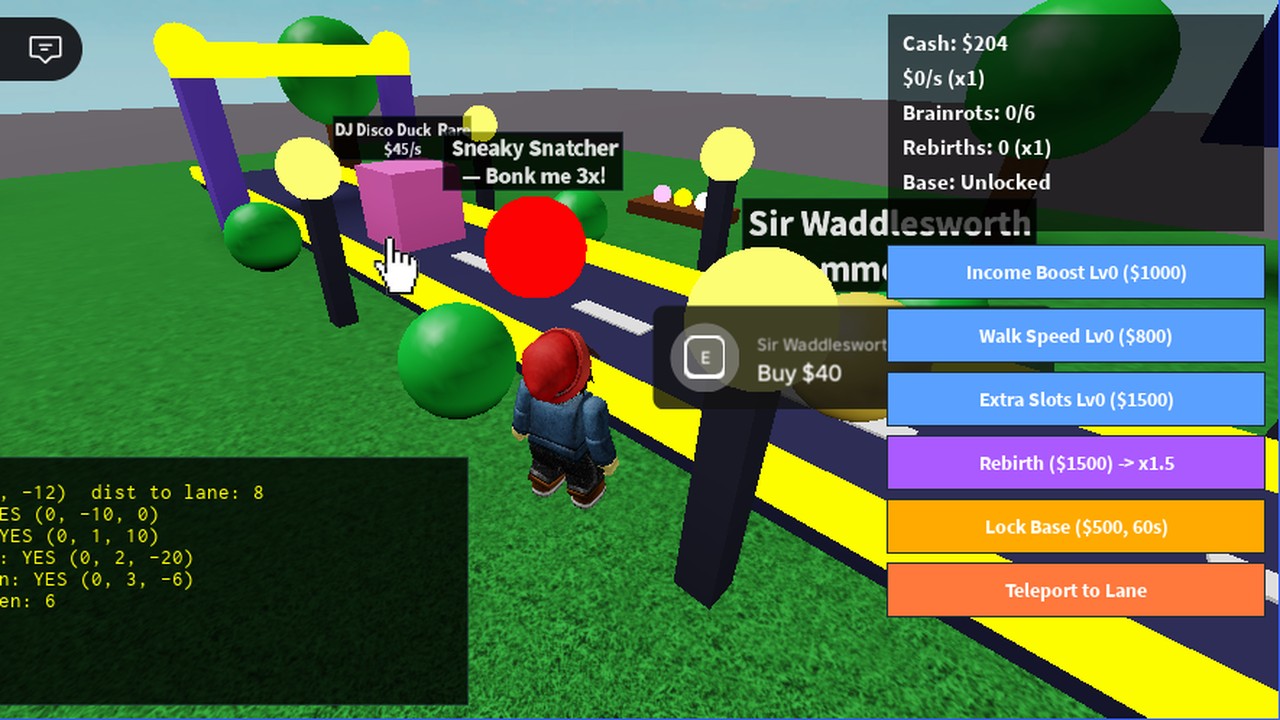 DJ Disco Duck Rare
$45/s
Sneaky Snatcher
— Bonk me 3x!
Sir Waddlesworth
E
Buy $40
Cash: $204
$0/s (x1)
Brainrots: 0/6
Rebirths: 0 (x1)
Base: Unlocked
Income Boost Lv0 ($1000)
Walk Speed Lv0 ($800)
Extra Slots Lv0 ($1500)
Rebirth ($1500) -> x1.5
Lock Base ($500, 60s)
Teleport to Lane
, -12) dist to lane: 8
ES (0, -10, 0)
YES (0, 1, 10)
: YES (0, 2, -20)
n: YES (0, 3, -6)
en: 6